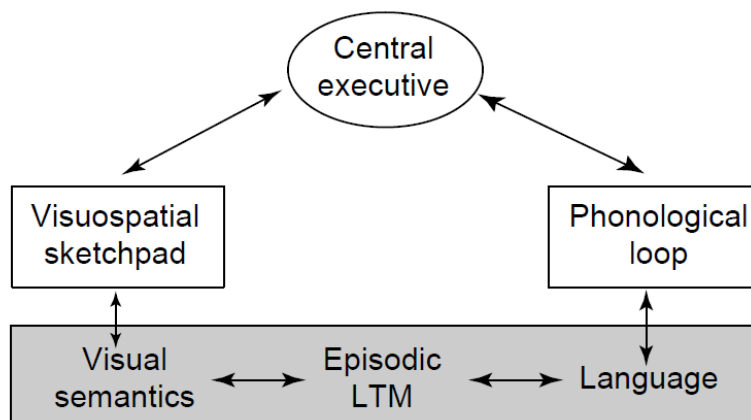 Central
executive
Visuospatial
sketchpad
Phonological
loop
Visual
semantics
Episodic
LTM
Language